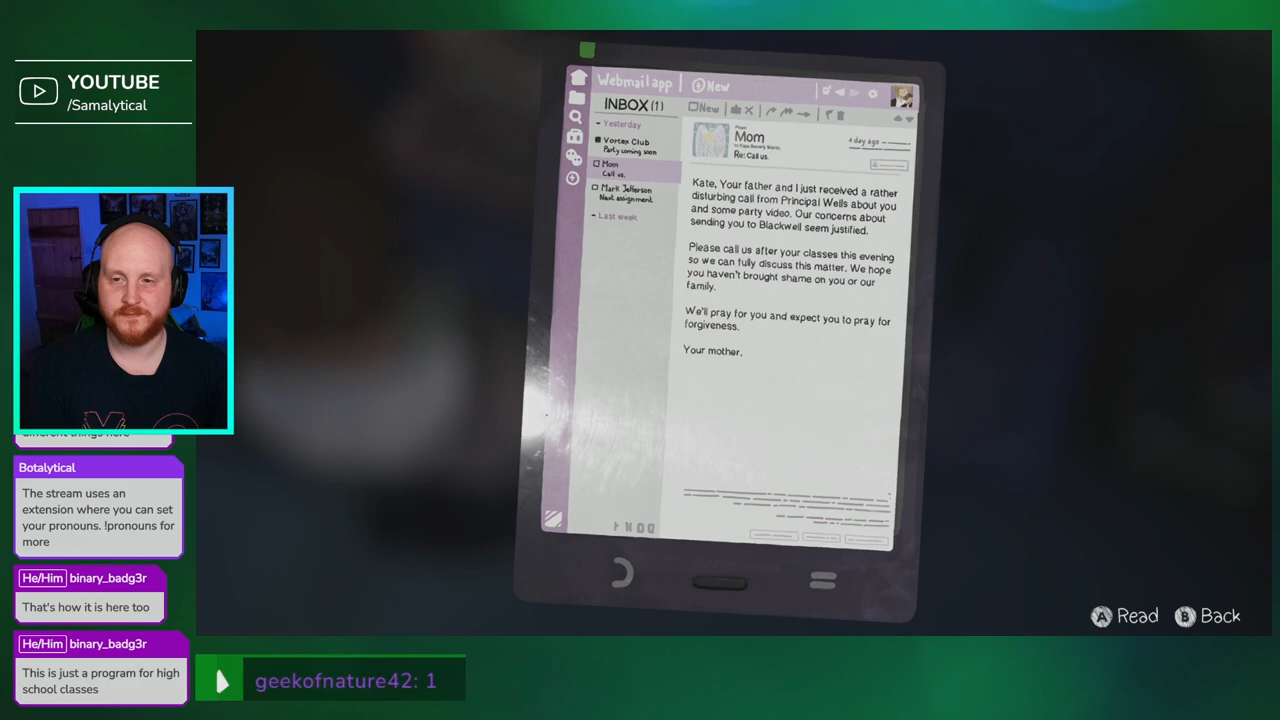 YOUTUBE
/Samalytical
different things here
Botalytical
The stream uses an
extension where you can set
your pronouns. !pronouns for
more
He/Him binary_badg3r
That's how it is here too
He/Him binary_badg3r
This is just a program for high
school classes
geekofnature42: 1
Webmail app
New
INBOX (1)
- Yesterday
Vortex Club
Party coming soon
Mom
Call us.
Mark Jefferson
Next assignment
- Last week
New
From
Mom
Re: Call us.
Kate, Your father and I just received a rather
disturbing call from Principal Wells about you
and some party video. Our concerns about
sending you to Blackwell seem justified.
Please call us after your classes this evening
so we can fully discuss this matter. We hope
you haven't brought shame on you or our
family.
We'll pray for you and expect you to pray for
forgiveness.
Your mother.
A Read B Back